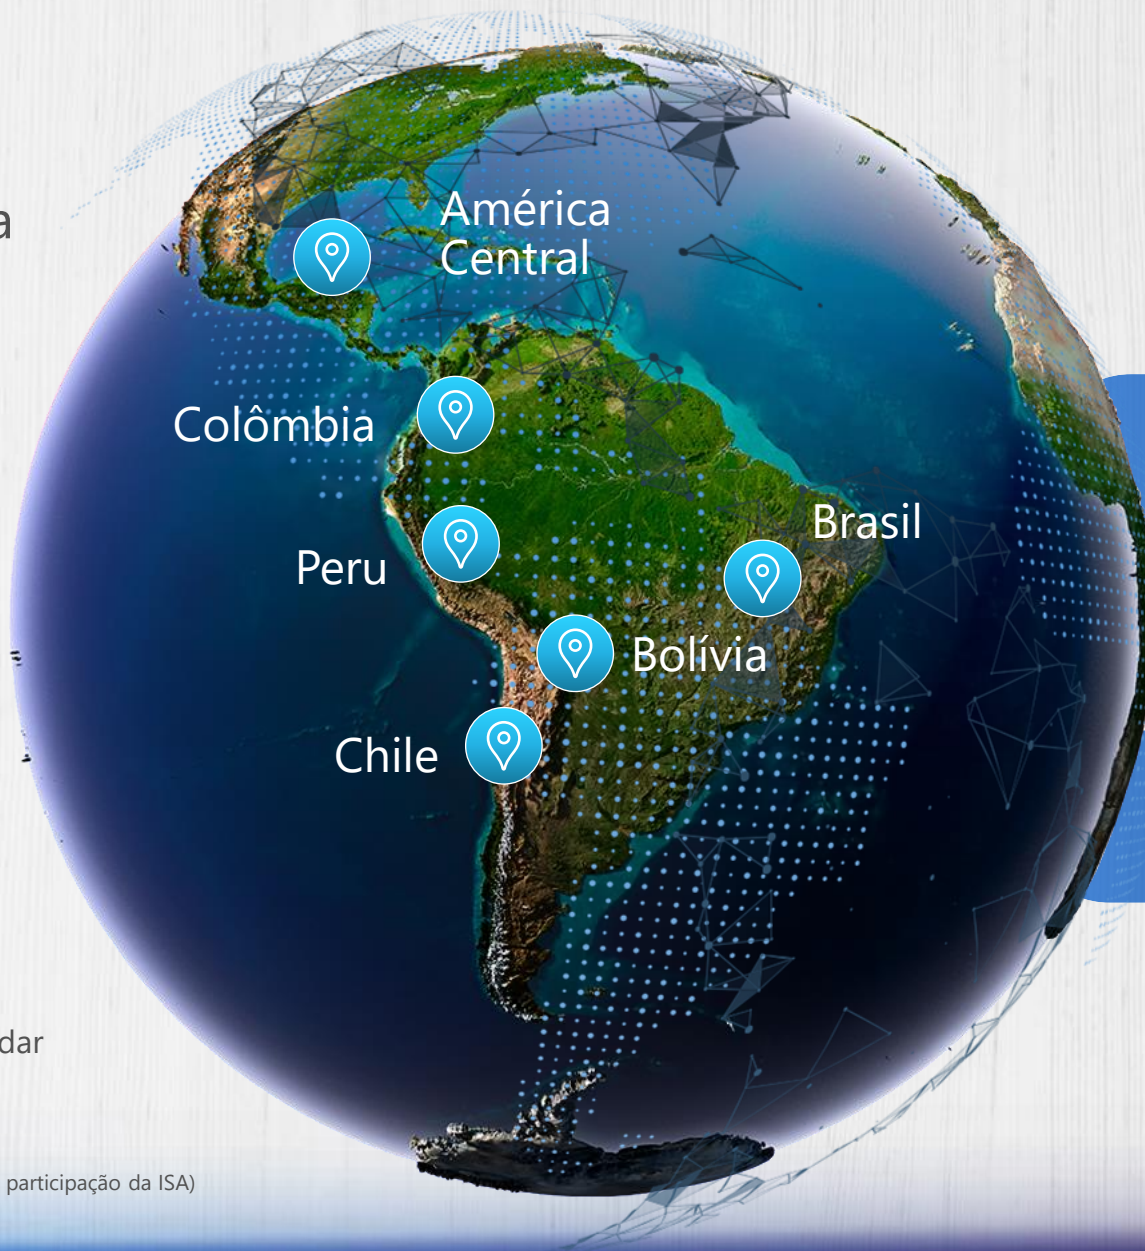 a
América
Central
Colômbia
Brasil
Peru
Bolívia
Chile
dar
participação da ISA)